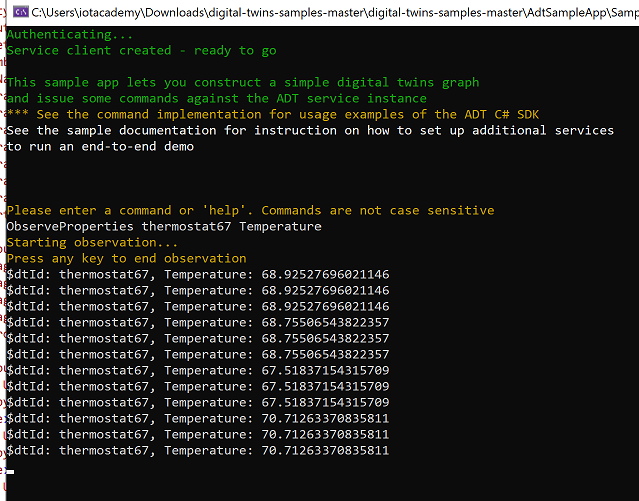 C:\Users\iotacademy\Downloads\digital-twins-samples-master\digital-twins-samples-master\AdtSampleApp\Samp
Authenticating...
Service client created - ready to go
This sample app lets you construct a simple digital twins graph
and issue some commands against the ADT service instance
*** See the command implementation for usage examples of the ADT C# SDK
See the sample documentation for instruction on how to set up additional services
to run an end-to-end demo
Please enter a command or 'help'. Commands are not case sensitive
ObserveProperties thermostat67 Temperature
Starting observation...
Press any key to end observation
$dtId: thermostat67, Temperature: 68.92527696021146
$dtId: thermostat67, Temperature: 68.92527696021146
$dtId: thermostat67, Temperature: 68.92527696021146
$dtId: thermostat67, Temperature: 68.75506543822357
$dtId: thermostat67, Temperature: 68.75506543822357
$dtId: thermostat67, Temperature: 68.75506543822357
$dtId: thermostat67, Temperature: 67.51837154315709
$dtId: thermostat67, Temperature: 67.51837154315709
$dtId: thermostat67, Temperature: 67.51837154315709
$dtId: thermostat67, Temperature: 70.71263370835811
$dtId: thermostat67, Temperature: 70.71263370835811
$dtId: thermostat67, Temperature: 70.71263370835811